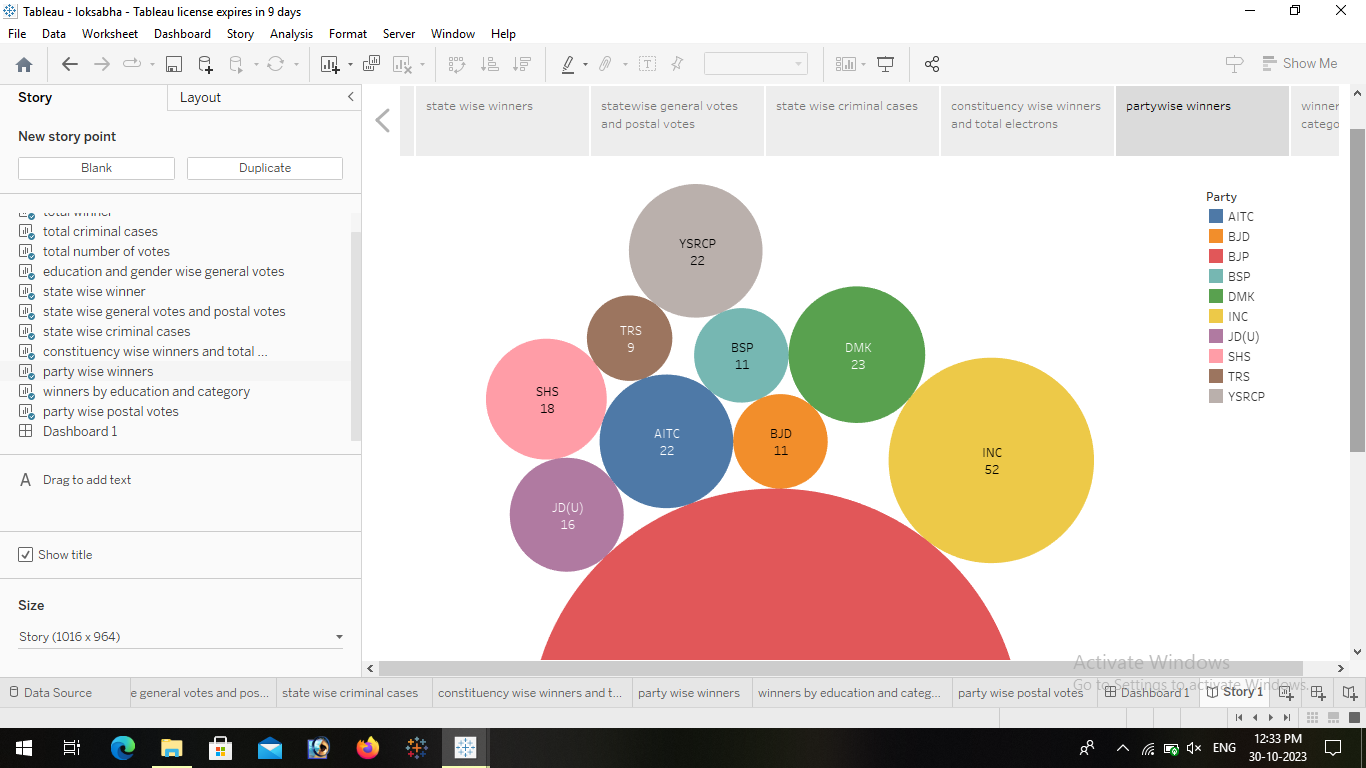 Tableau - loksabha - Tableau license expires in 9 days
File Data Worksheet Dashboard Story Analysis Format Server Window Help
Show Me
Story
Layout
New story point
Blank
Duplicate
total winner
total criminal cases
total number of votes
education and gender wise general votes
state wise winner
state wise general votes and postal votes
state wise criminal cases
constituency wise winners and total ...
party wise winners
winners by education and category
party wise postal votes
Dashboard 1
A Drag to add text
Show title
Size
Story (1016 x 964)
state wise winners
statewise general votes
and postal votes
state wise criminal cases
constituency wise winners
and total electrons
partywise winners
winner
catego
YSRCP
22
TRS
9
BSP
11
DMK
23
SHS
18
AITC
22
BJD
11
INC
52
JD(U)
16
Party
AITC
BJD
BJP
BSP
DMK
INC
JD(U)
SHS
TRS
YSRCP
Activate Windows
Go to Settings to activate Windows.
Data Source
e general votes and pos...
state wise criminal cases
constituency wise winners and t...
party wise winners
winners by education and categ...
party wise postal votes
Dashboard 1
Story 1
ENG
12:33 PM
30-10-2023